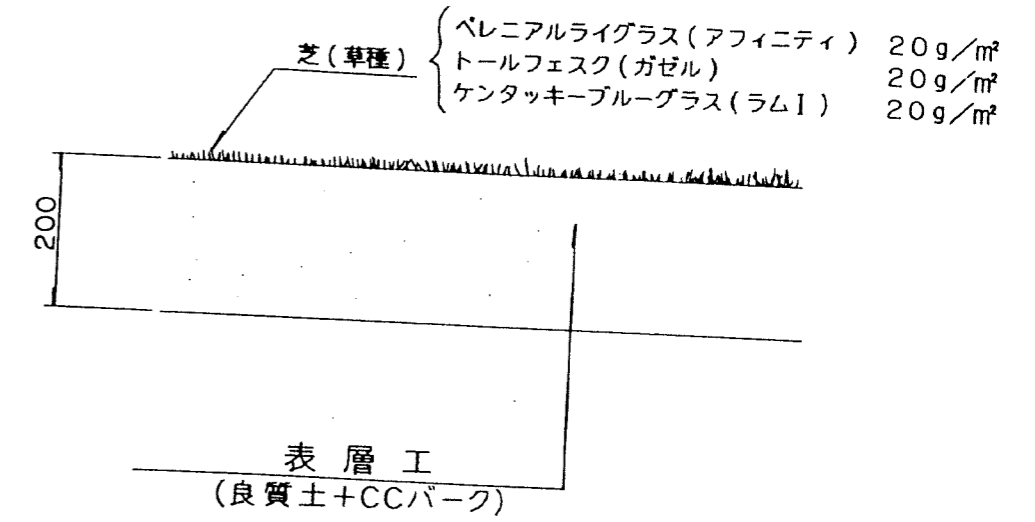 ペレニアルライグラス(アフィニティ) 20g/㎡
芝(草種)
トールフェスク(ガゼル) 20g/㎡
ケンタッキーブルーグラス(ラムⅠ) 20g/㎡
200
表層工
(良質土+CCバーク)